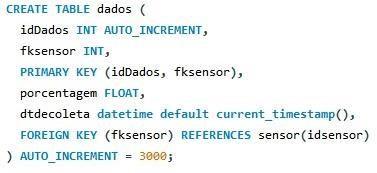 CREATE TABLE dados (
idDados INT AUTO_INCREMENT,
fksensor INT,
PRIMARY KEY (idDados, fksensor),
porcentagem FLOAT,
dtdecoleta datetime default current_timestamp(),
FOREIGN KEY (fksensor) REFERENCES sensor(idsensor)
) AUTO_INCREMENT = 3000;